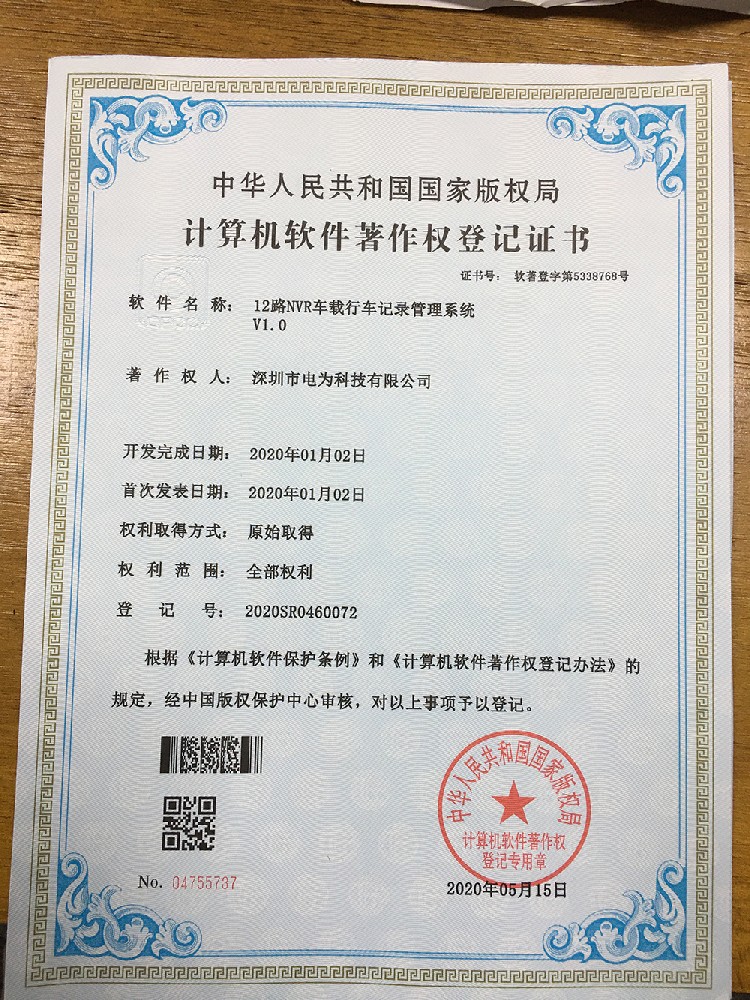 中华人民共和国国家版权局
计算机软件著作权登记证书
证书号： 软著登字第5338768号
软件名称： 12路NVR车载行车记录管理系统
V1.0
著作权人： 深圳市电为科技有限公司
开发完成日期： 2020年01月02日
首次发表日期： 2020年01月02日
权利取得方式： 原始取得
权利范围： 全部权利
登记号： 2020SR0460072
根据《计算机软件保护条例》和《计算机软件著作权登记办法》的
规定，经中国版权保护中心审核，对以上事项予以登记。
中华人民共和国国家版权局
计算机软件著作权
登记专用章
No. 04755737
2020年05月15日